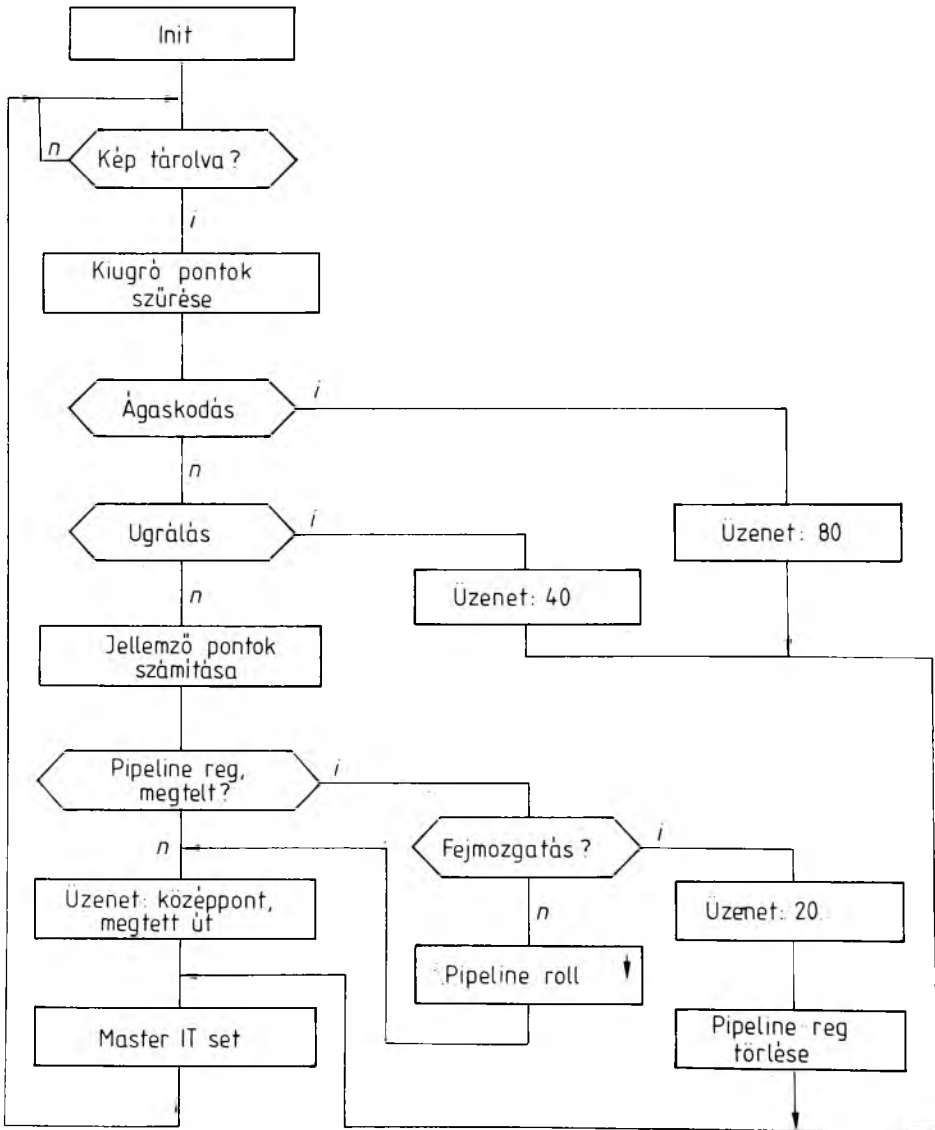 Init
n
Kép tárolva?
i
Kiugró pontok
szűrése
Ágaskodás
i
n
Ugrálás
i
Üzenet: 80
n
Üzenet: 40
Jellemző pontok
számítása
Pipeline reg,
megtelt?
i
n
Fejmozgatás?
i
Üzenet: középpont,
megtett út
n
Üzenet: 20
Pipeline roll
Master IT set
Pipeline reg
törlése